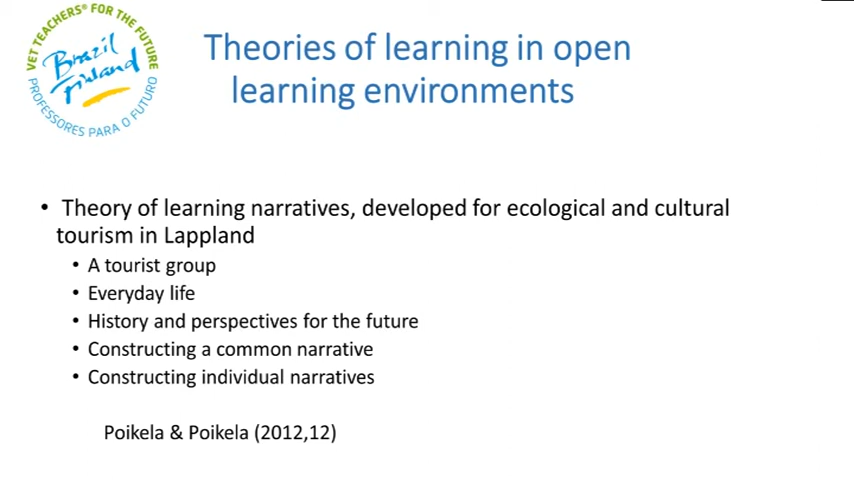 VET TEACHERS® FOR THE FUTURE
Brazil
Finland
PROFESSORES PARA O FUTURO
Theories of learning in open
learning environments
• Theory of learning narratives, developed for ecological and cultural
tourism in Lappland
• A tourist group
• Everyday life
• History and perspectives for the future
• Constructing a common narrative
• Constructing individual narratives
Poikela & Poikela (2012,12)